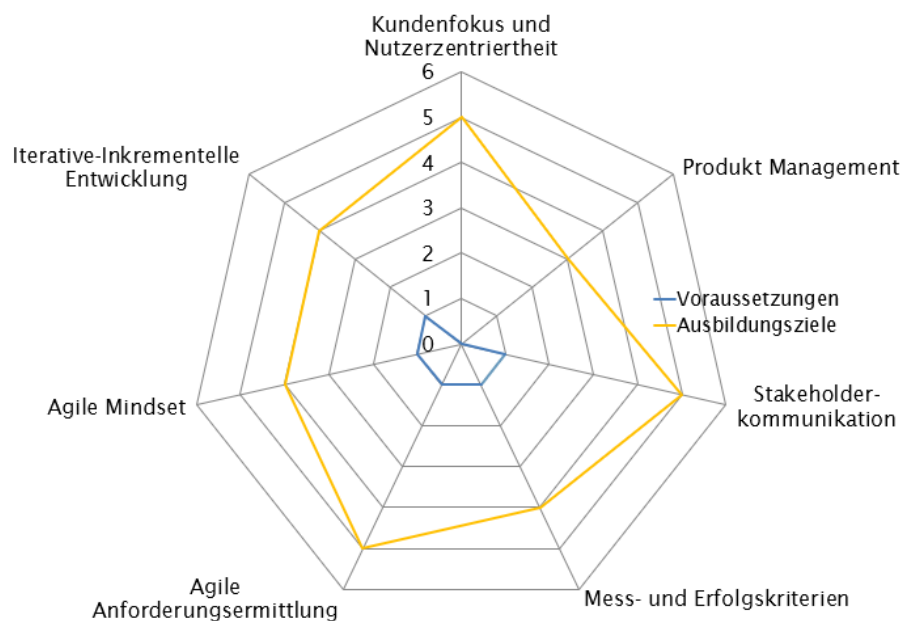 Kundenfokus und
Nutzerzentriertheit
6
5
4
3
2
1
0
Iterative-Inkrementelle
Entwicklung
Produkt Management
Voraussetzungen
Ausbildungsziele
Agile Mindset
Stakeholder-
kommunikation
Agile
Anforderungsermittlung
Mess- und Erfolgskriterien